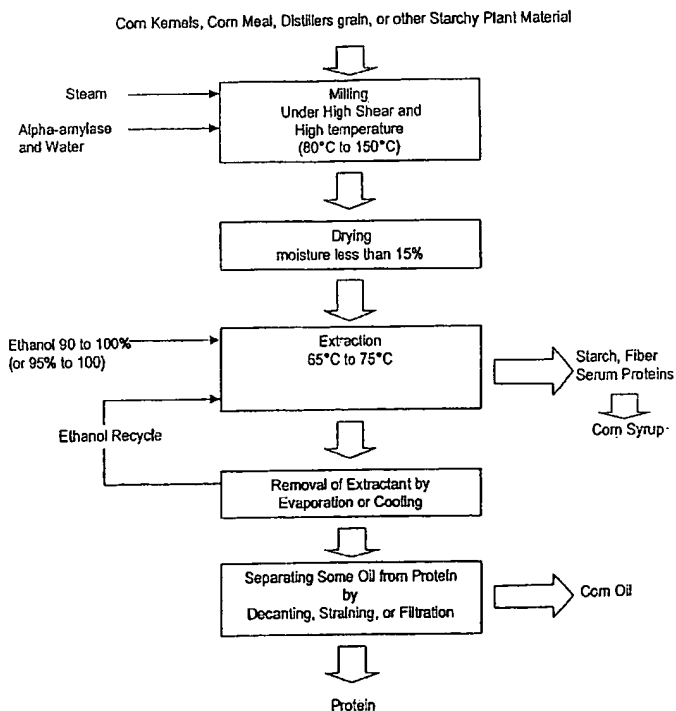 Corn Kernels, Corn Meal, Distillers grain, or other Starchy Plant Material
Steam
Alpha-amylase
and Water
Milling
Under High Shear and
High temperature
(80°C to 150°C)
Drying
moisture less than 15%
Ethanol 90 to 100%
(or 95% to 100)
Extraction
65°C to 75°C
Starch, Fiber
Serum Proteins
Corn Syrup
Ethanol Recycle
Removal of Extractant by
Evaporation or Cooling
Separating Some Oil from Protein
by
Decanting, Straining, or Filtration
Corn Oil
Protein